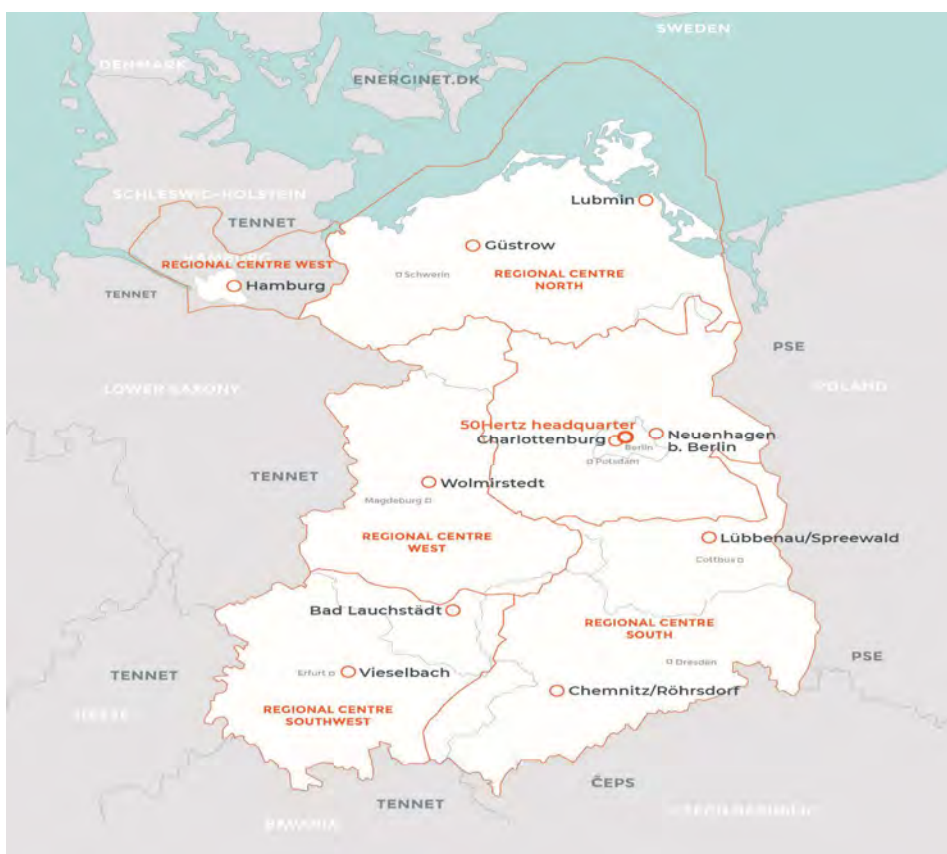 SWEDEN
DENMARK
ENERGINET.DK
SCHLESWIG-HOLSTEIN
TENNET
Lubmin
Güstrow
HAMBURG
REGIONAL CENTRE WEST
Schwerin
REGIONAL CENTRE
NORTH
Hamburg
TENNET
PSE
LOWER SAXONY
POLAND
50Hertz headquarter
Charlottenburg
Berlin
Neuenhagen
b. Berlin
Potsdam
TENNET
Wolmirstedt
Magdeburg
REGIONAL CENTRE
WEST
Lübbenau/Spreewald
Cottbus
Bad Lauchstädt
REGIONAL CENTRE
SOUTH
Erfurt
Vieselbach
Dresden
PSE
TENNET
Chemnitz/Röhrsdorf
REGIONAL CENTRE
SOUTHWEST
ČEPS
TENNET
BAVARIA